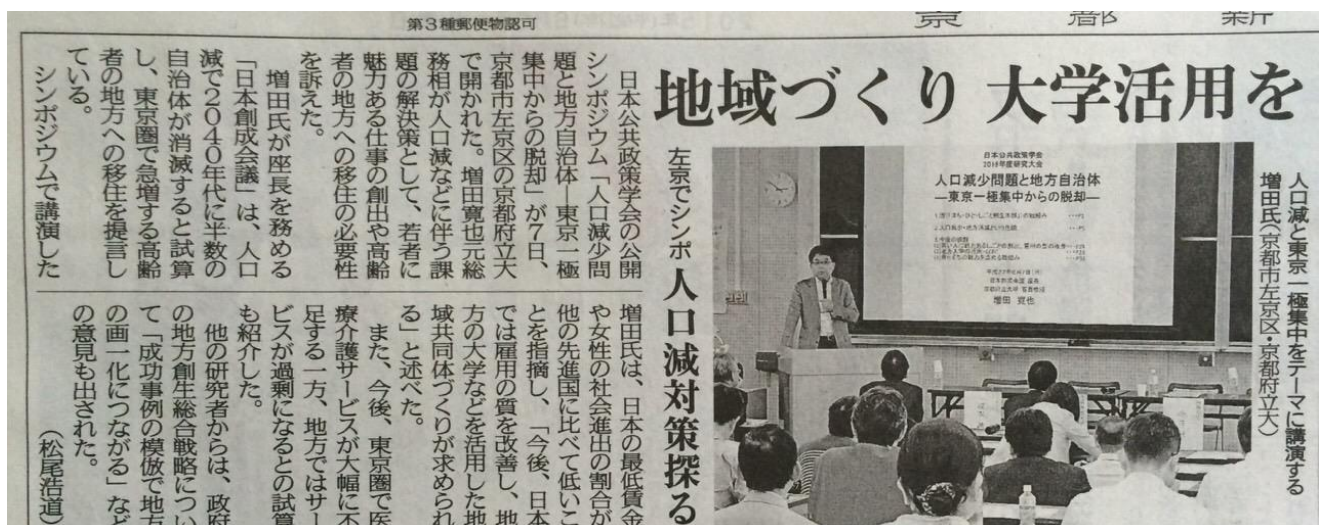 第3種郵便物認可
京都新
地域づくり 大学活用を
左京でシンポ
人口減対策探る
日本公共政策学会の公開
シンポジウム「人口減少問
題と地方自治体―東京一極
集中からの脱却」が7日、
京都市左京区の京都府立大
で開かれた。増田寛也元総
務相が人口減などに伴う課
題の解決策として、若者に
魅力ある仕事の創出や高齢
者の地方への移住の必要性
を訴えた。
増田氏が座長を務める
「日本創成会議」は、人口
減で2040年代に半数の
自治体が消滅すると試算
し、東京圏で急増する高齢
者の地方への移住を提言し
ている。
シンポジウムで講演した
増田氏は、日本の最低賃金
や女性の社会進出の割合が
他の先進国に比べて低いこ
とを指摘し、「今後、日本
では雇用の質を改善し、地
方の大学などを活用した地
域共同体づくりが求められ
る」と述べた。
また、今後、東京圏で医
療介護サービスが大幅に不
足する一方、地方ではサー
ビスが過剰になるとの試算
も紹介した。
他の研究者からは、政府
の地方創生総合戦略につい
て「成功事例の模倣で地方
の画一化につながる」など
の意見も出された。
(松尾浩道)
日本公共政策学会
人口減少問題と地方自治体
―東京一極集中からの脱却―
増田 寛也
人口減と東京一極集中をテーマに講演する
増田氏(京都市左京区・京都府立大)